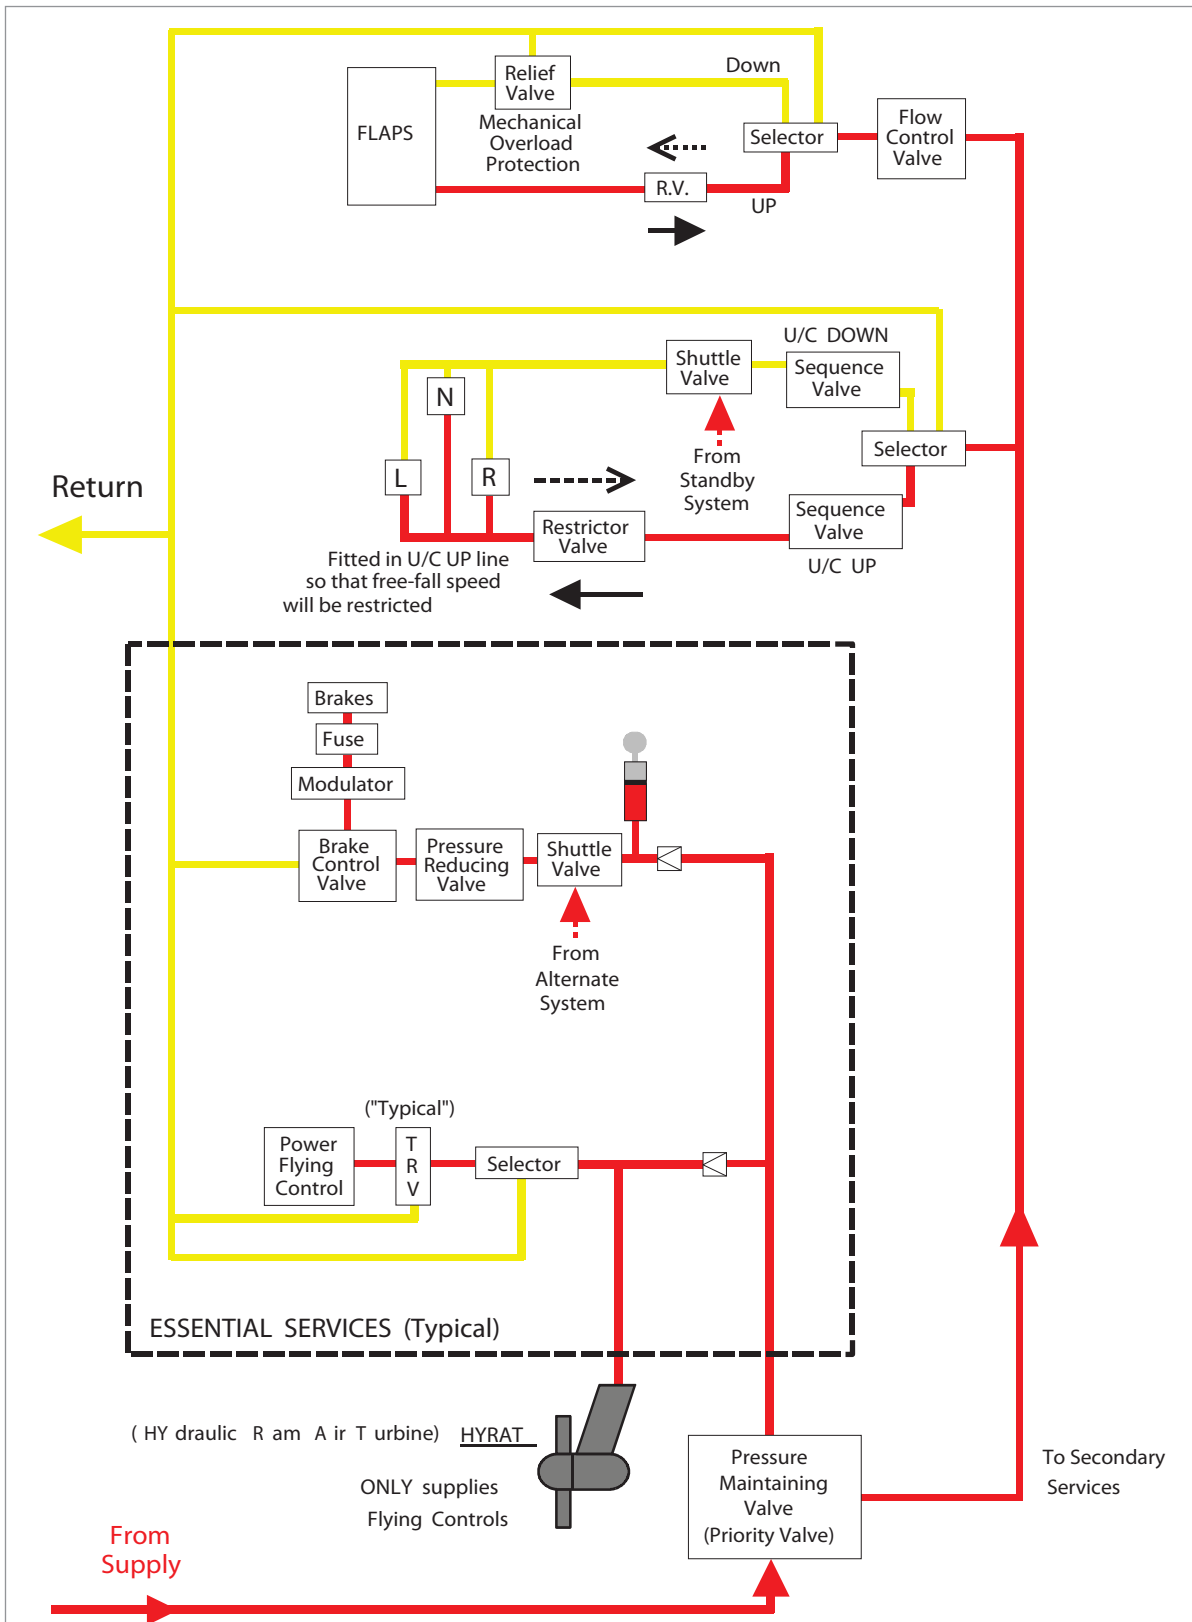 Down
Relief
Valve
FLAPS
Mechanical
Overload
Protection
Selector
Flow
Control
Valve
R.V.
UP
U/C DOWN
Shuttle
Valve
Sequence
Valve
N
L
R
Selector
From
Standby
System
Return
Restrictor
Valve
Sequence
Valve
U/C UP
Fitted in U/C UP line
so that free-fall speed
will be restricted
Brakes
Fuse
Modulator
Brake
Control
Valve
Pressure
Reducing
Valve
Shuttle
Valve
From
Alternate
System
("Typical")
Power
Flying
Control
T
R
V
Selector
ESSENTIAL SERVICES (Typical)
( HY draulic R am A ir T urbine) HYRAT
ONLY supplies
Flying Controls
Pressure
Maintaining
Valve
(Priority Valve)
To Secondary
Services
From
Supply